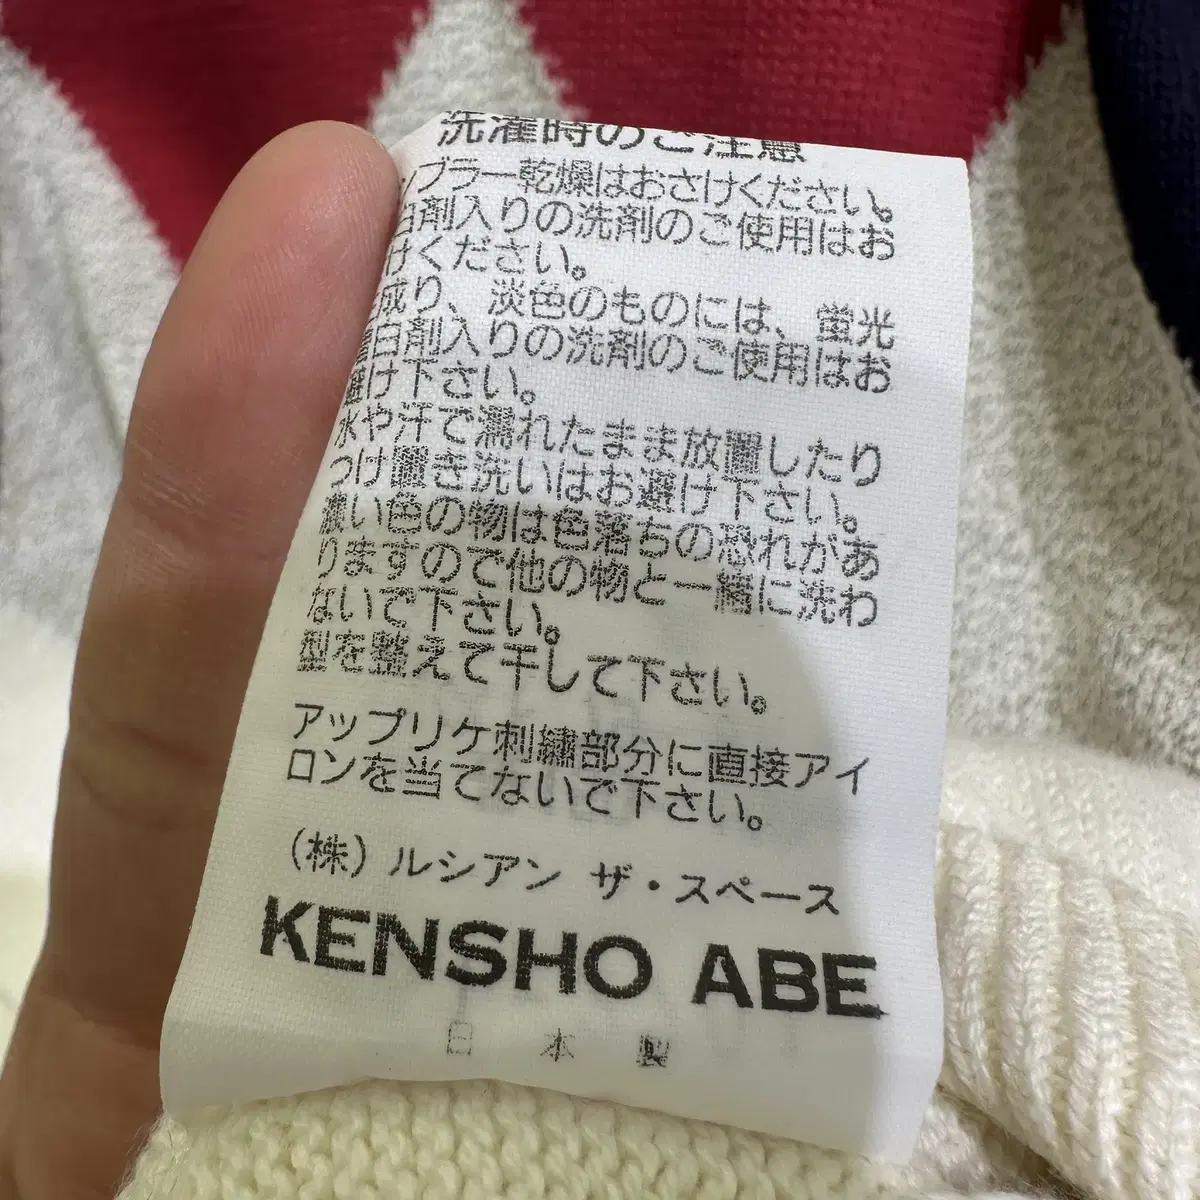 洗濯時のご注意
ンブラー乾燥はおさけください。
白剤入りの洗剤のご使用はお
けください。
成り、淡色のものには、蛍光
増白剤入りの洗剤のご使用はお
避け下さい。
水や汗で濡れたまま放置したり
つけ置き洗いはお避け下さい。
濃い色の物は色落ちの恐れがあ
りますので他の物と一緒に洗わ
ないで下さい。
型を整えて干して下さい。
アップリケ刺繍部分に直接アイ
ロンを当てないで下さい。
(株)ルシアン ザ・スペース
KENSHO ABE
日本製